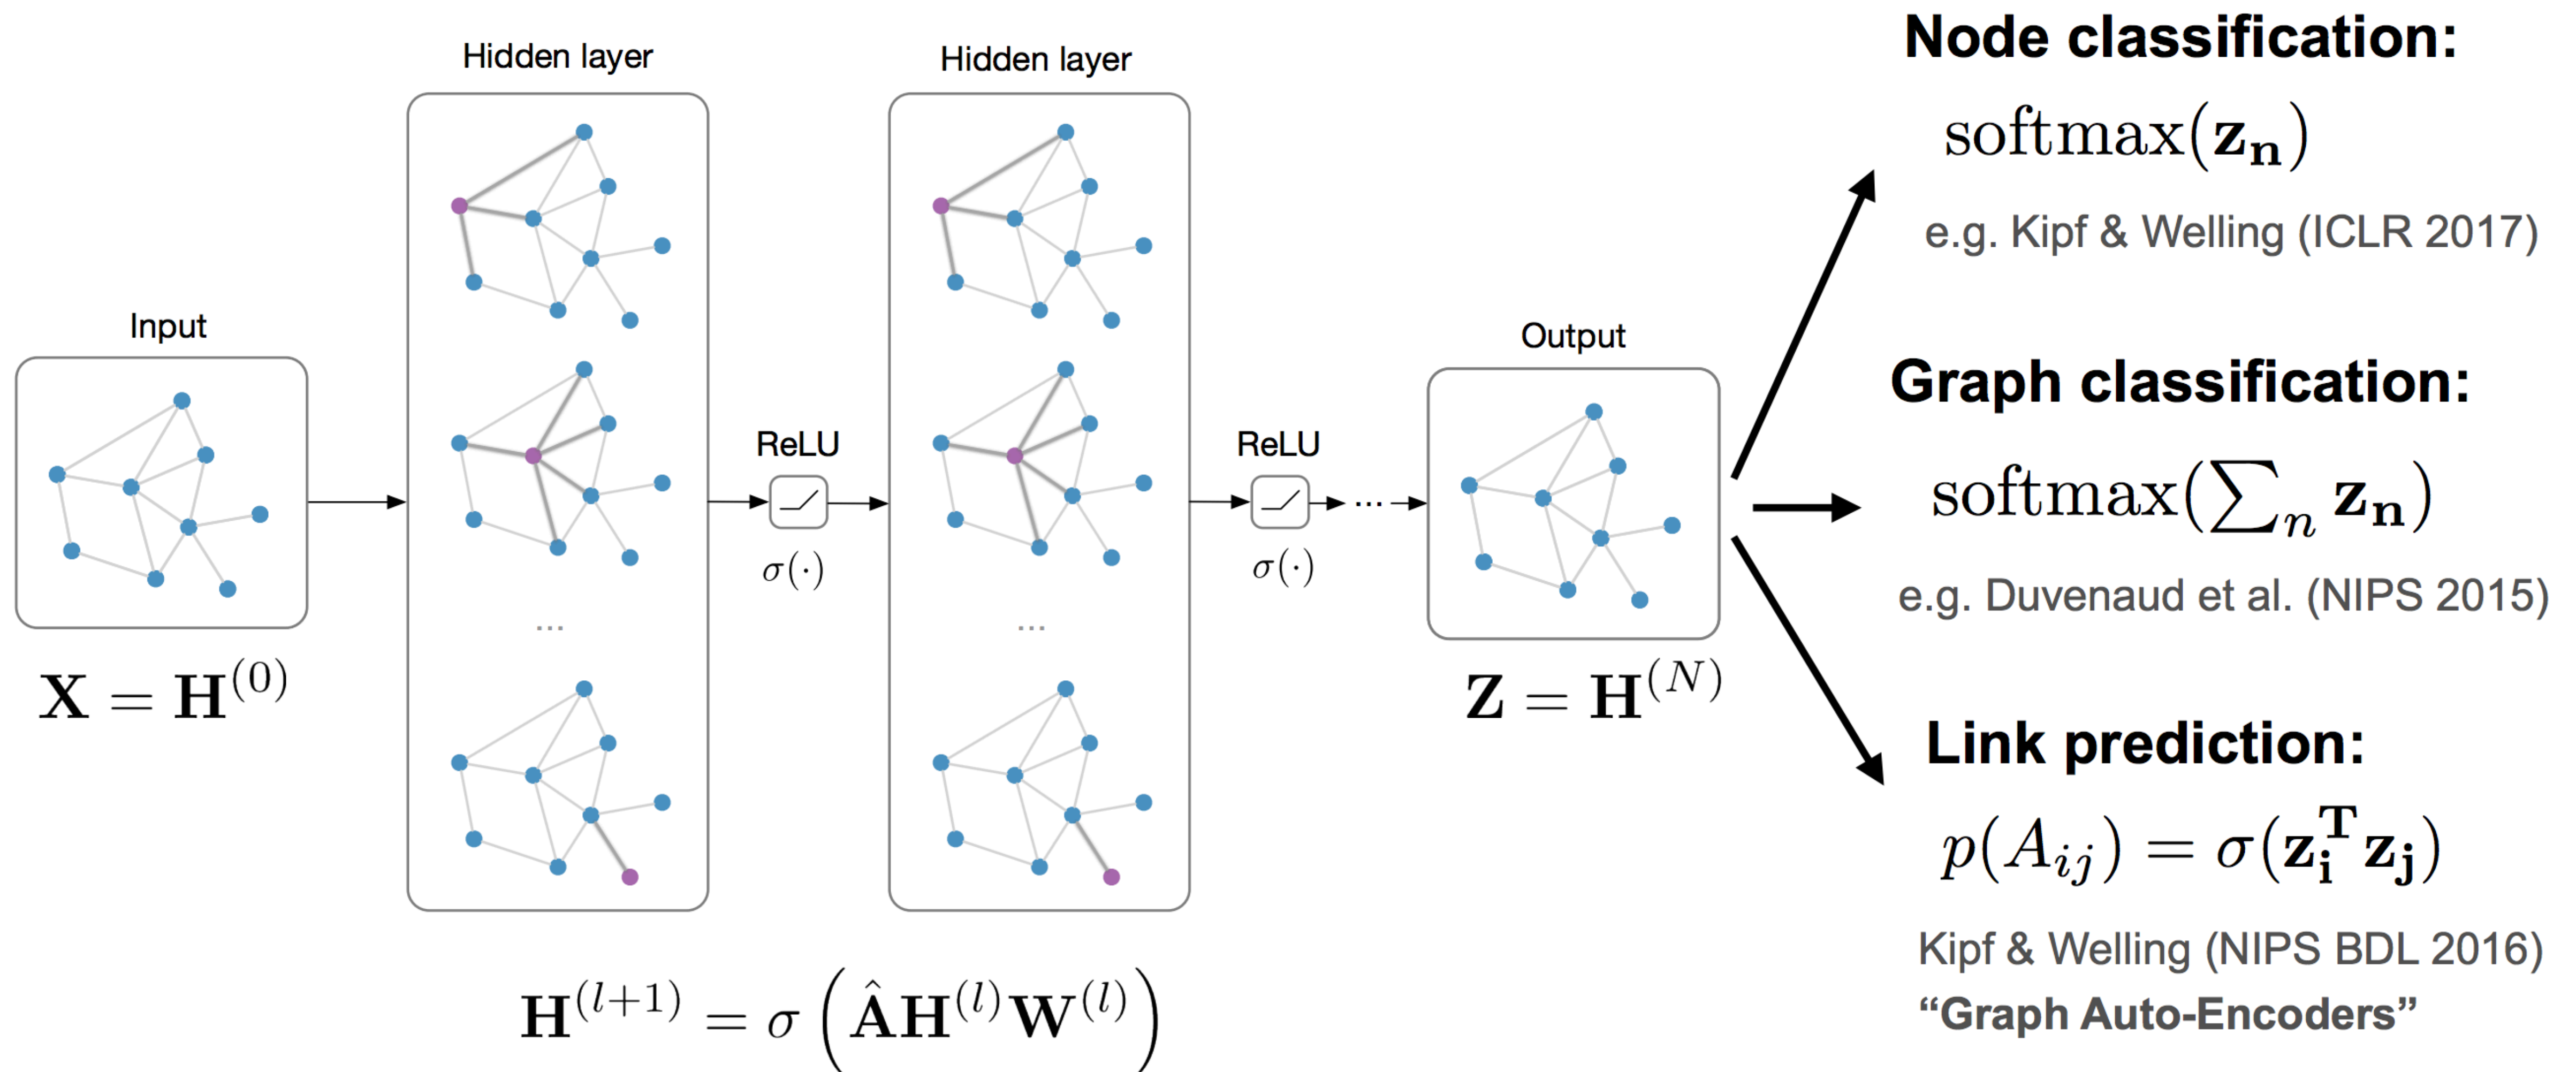 Input
X = H^(0)
Hidden layer
...
ReLU
σ(·)
Hidden layer
...
ReLU
σ(·)
...
H^(l+1) = σ(ÂH^(l)W^(l))
Output
Z = H^(N)
Node classification:
softmax(z_n)
e.g. Kipf & Welling (ICLR 2017)
Graph classification:
softmax(∑_n z_n)
e.g. Duvenaud et al. (NIPS 2015)
Link prediction:
p(A_ij) = σ(z_i^T z_j)
Kipf & Welling (NIPS BDL 2016)
“Graph Auto-Encoders”